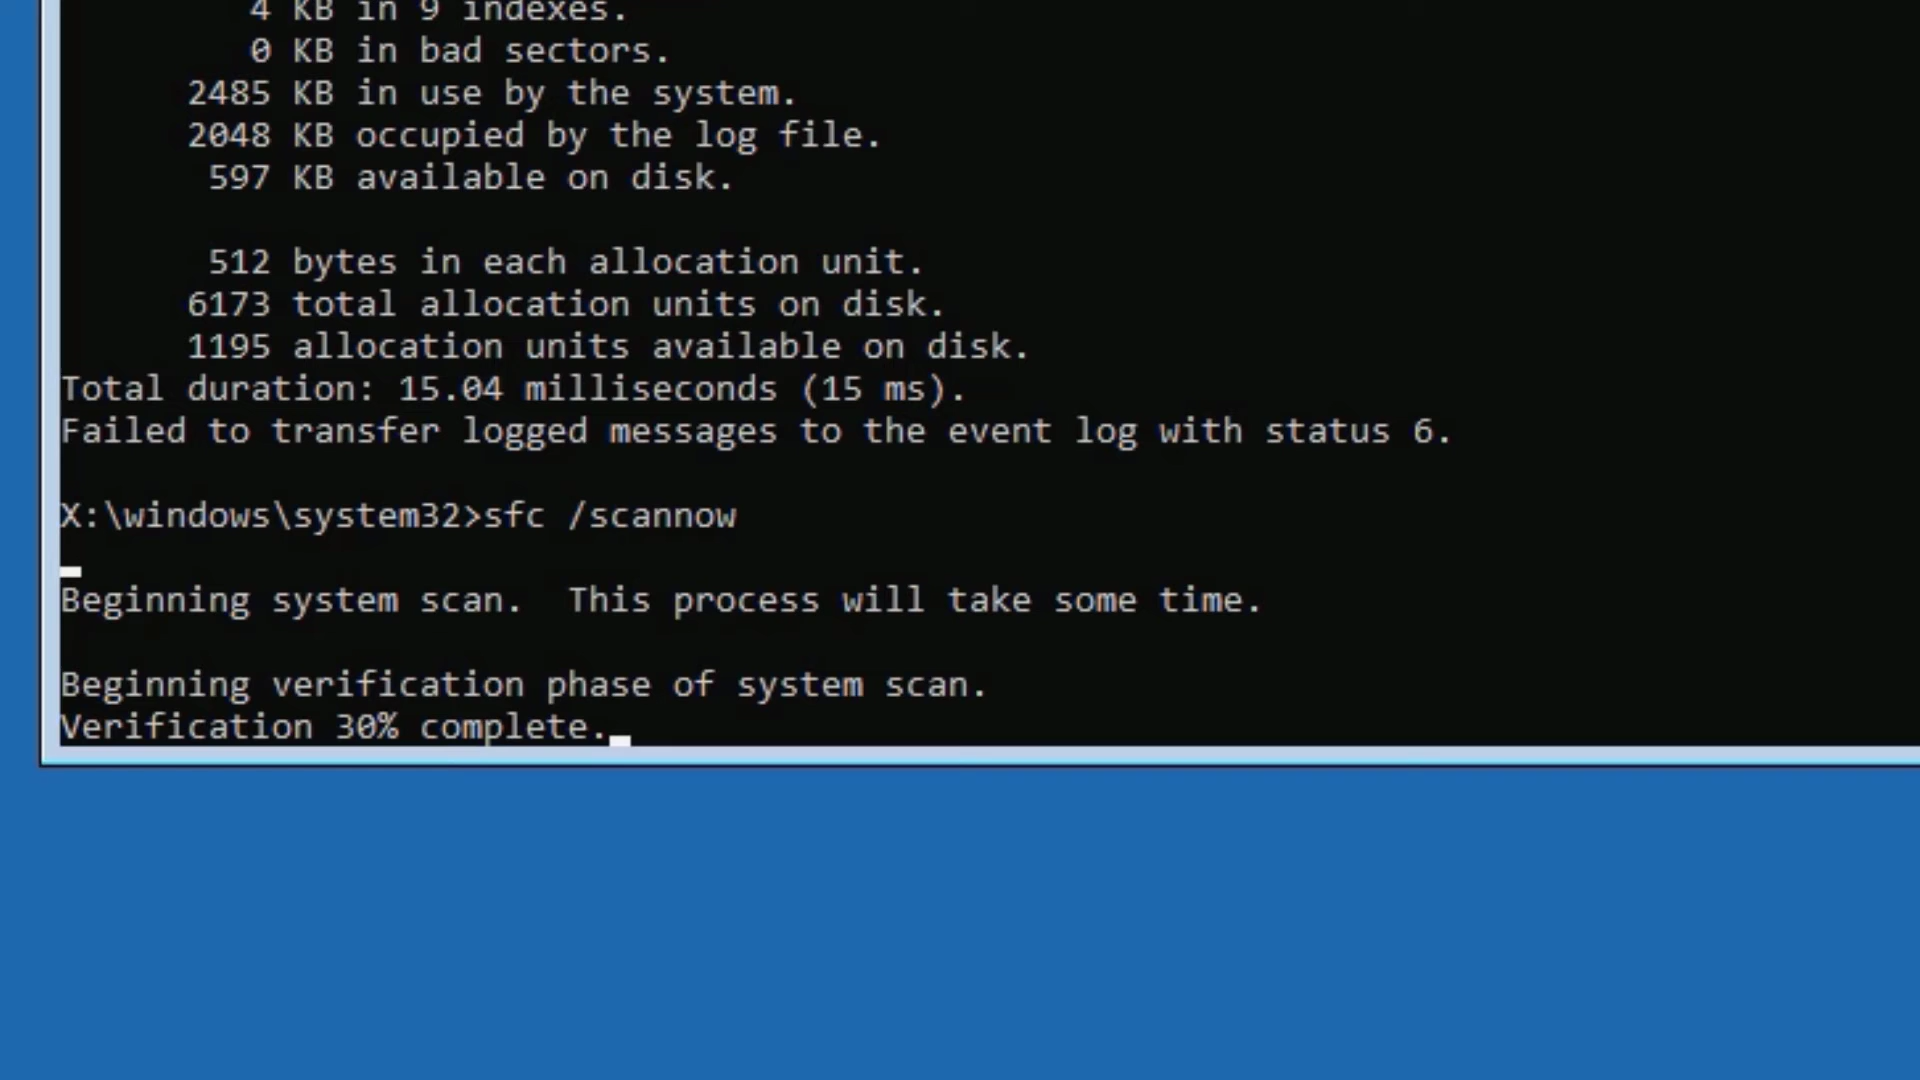 4 KB in 9 indexes.
0 KB in bad sectors.
2485 KB in use by the system.
2048 KB occupied by the log file.
597 KB available on disk.
512 bytes in each allocation unit.
6173 total allocation units on disk.
1195 allocation units available on disk.
Total duration: 15.04 milliseconds (15 ms).
Failed to transfer logged messages to the event log with status 6.
X:\windows\system32>sfc /scannow
Beginning system scan.  This process will take some time.
Beginning verification phase of system scan.
Verification 30% complete.